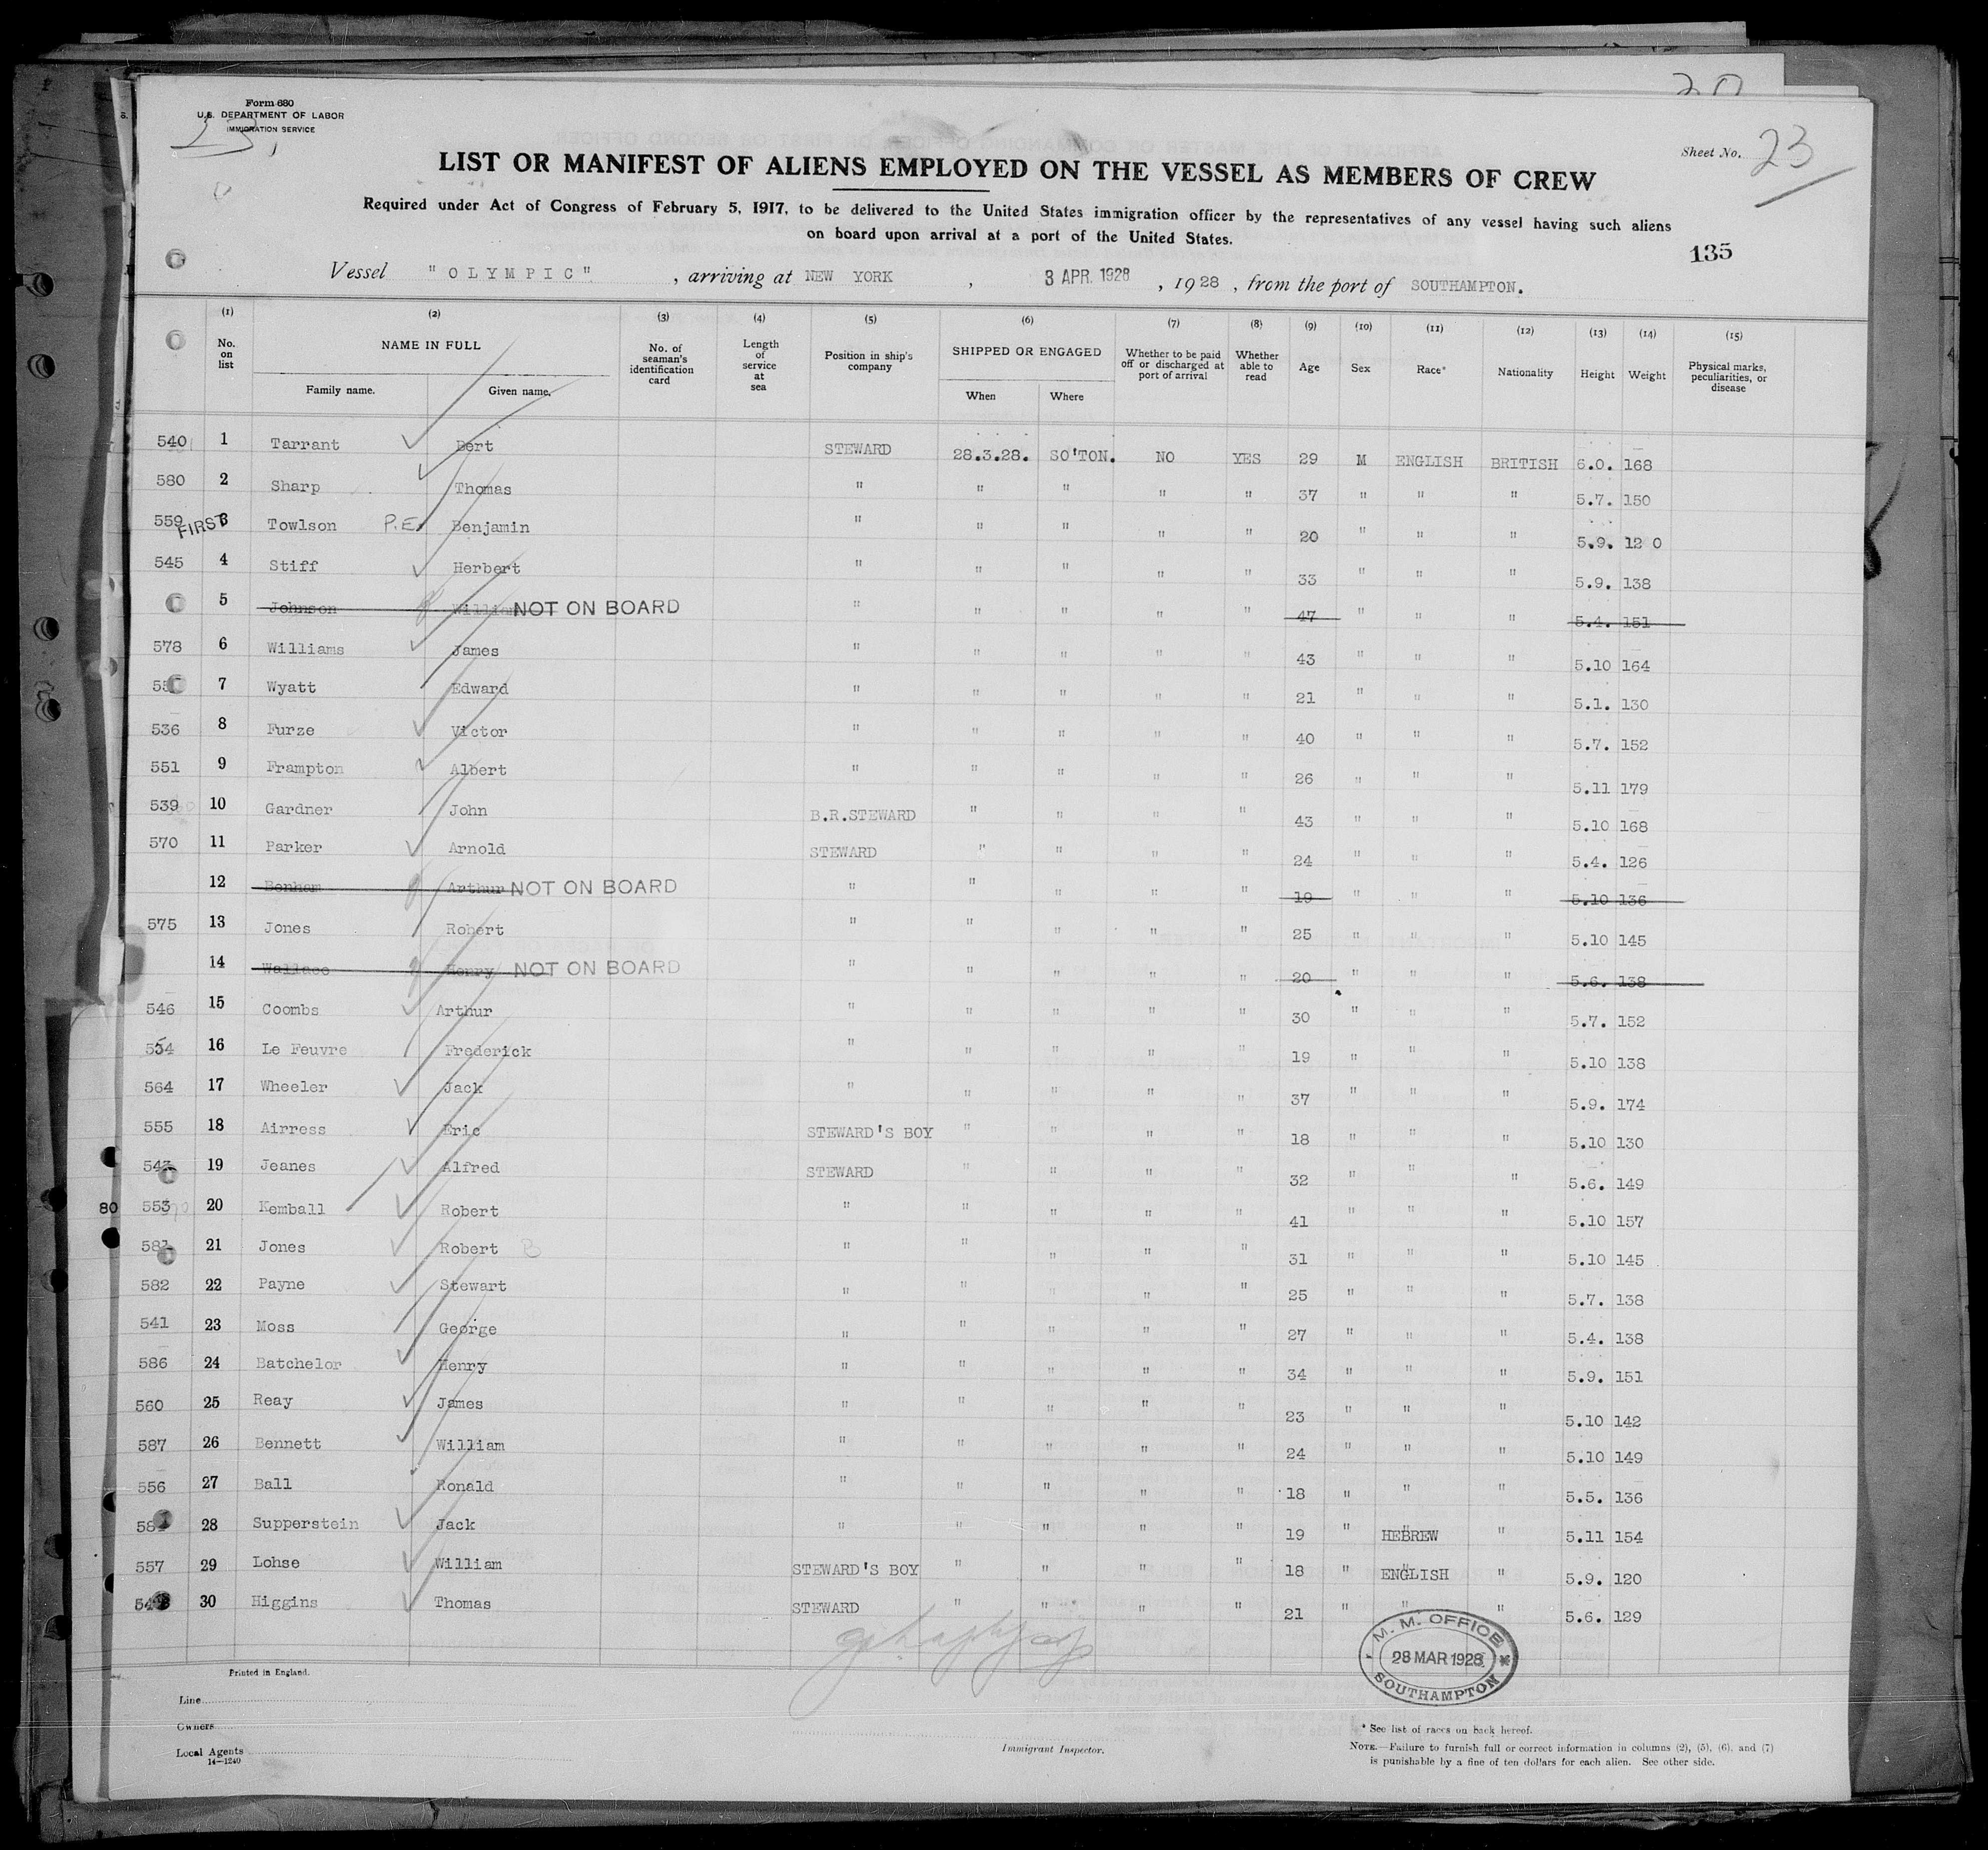 Form 680
U.S. DEPARTMENT OF LABOR
IMMIGRATION SERVICE
23
Sheet No. 23
LIST OR MANIFEST OF ALIENS EMPLOYED ON THE VESSEL AS MEMBERS OF CREW
Required under Act of Congress of February 5, 1917, to be delivered to the United States immigration officer by the representatives of any vessel having such aliens
on board upon arrival at a port of the United States.
135
Vessel "OLYMPIC", arriving at NEW YORK, 3 APR. 1928, 1928, from the port of SOUTHAMPTON.
(1) (2) (3) (4) (5) (6) (7) (8) (9) (10) (11) (12) (13) (14) (15)
No. on list NAME IN FULL No. of seaman's identification card Length of service at sea Position in ship's company SHIPPED OR ENGAGED Whether to be paid off or discharged at port of arrival Whether able to read Age Sex Race* Nationality Height Weight Physical marks, peculiarities, or disease
Family name. Given name. When Where
540 1 Tarrant Bert STEWARD 28.3.28. SO'TON. NO YES 29 M ENGLISH BRITISH 6.0. 168
580 2 Sharp Thomas " " " " " 37 " " " 5.7. 150
559 FIRST 3 Towlson P.E. Benjamin " " " " " 20 " " " 5.9. 12 0
545 4 Stiff Herbert " " " " " 33 " " " 5.9. 138
5 Johnson William NOT ON BOARD " " " " " 47 " " " 5.4. 151
578 6 Williams James " " " " " 43 " " " 5.10 164
7 Wyatt Edward " " " " " 21 " " " 5.1. 130
536 8 Furze Victor " " " " " 40 " " " 5.7. 152
551 9 Frampton Albert " " " " " 26 " " " 5.11 179
539 10 Gardner John B.R.STEWARD " " " " 43 " " " 5.10 168
570 11 Parker Arnold STEWARD " " " " 24 " " " 5.4. 126
12 Benham Arthur NOT ON BOARD " " " " " 19 " " " 5.10 136
575 13 Jones Robert " " " " 25 " " " 5.10 145
14 Wallace Henry NOT ON BOARD " " " " " 20 " " " 5.6. 138
546 15 Coombs Arthur " " " " " 30 " " " 5.7. 152
554 16 Le Feuvre Frederick " " " " " 19 " " " 5.10 138
564 17 Wheeler Jack " " " " " 37 " " " 5.9. 174
555 18 Airress Eric STEWARD'S BOY " " " " 18 " " " 5.10 130
19 Jeanes Alfred STEWARD " " " " 32 " " " 5.6. 149
80 553 20 Kemball Robert " " " " " 41 " " " 5.10 157
21 Jones Robert B " " " " " 31 " " " 5.10 145
582 22 Payne Stewart " " " " " 25 " " " 5.7. 138
541 23 Moss George " " " " " 27 " " " 5.4. 138
586 24 Batchelor Henry " " " " " 34 " " " 5.9. 151
560 25 Reay James " " " " " 23 " " " 5.10 142
587 26 Bennett William " " " " " 24 " " " 5.10 149
556 27 Ball Ronald " " " " " 18 " " " 5.5. 136
28 Supperstein Jack " " " " " 19 " HEBREW " 5.11 154
557 29 Lohse William STEWARD'S BOY " " " " 18 " ENGLISH " 5.9. 120
30 Higgins Thomas STEWARD " " " " 21 " " " 5.6. 129
M. M. OFFICE
28 MAR 1928
SOUTHAMPTON
Printed in England.
Line
Owners
Local Agents
14—1240
Immigrant Inspector.
* See list of races on back hereof.
NOTE.—Failure to furnish full or correct information in columns (2), (5), (6), and (7)
is punishable by a fine of ten dollars for each alien. See other side.